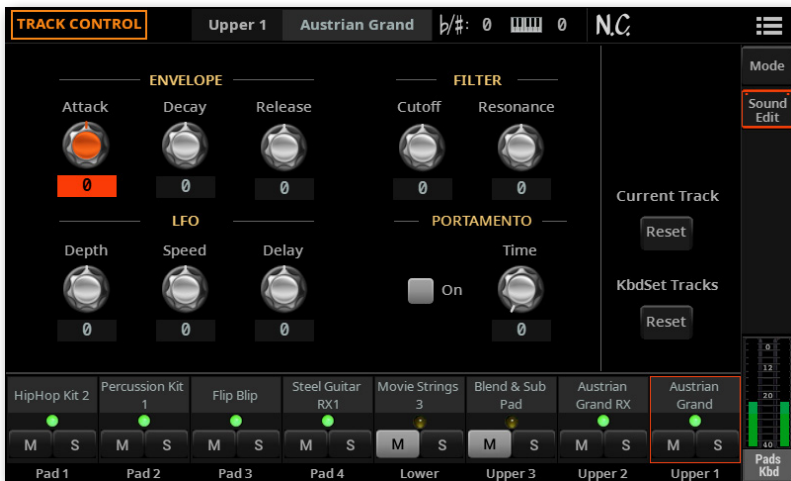 TRACK CONTROL Upper 1 Austrian Grand ♭/#: 0 0 N.C.
Mode
Sound
Edit
ENVELOPE FILTER
Attack Decay Release Cutoff Resonance
0 0 0 0 0
Current Track
Reset
LFO PORTAMENTO
Depth Speed Delay Time
On
KbdSet Tracks
Reset
0 0 0 0
0
12
20
40
HipHop Kit 2 Percussion Kit 1 Flip Blip Steel Guitar RX1 Movie Strings 3 Blend & Sub Pad Austrian Grand RX Austrian Grand
M S M S M S M S M S M S M S M S
Pad 1 Pad 2 Pad 3 Pad 4 Lower Upper 3 Upper 2 Upper 1
Pads
Kbd